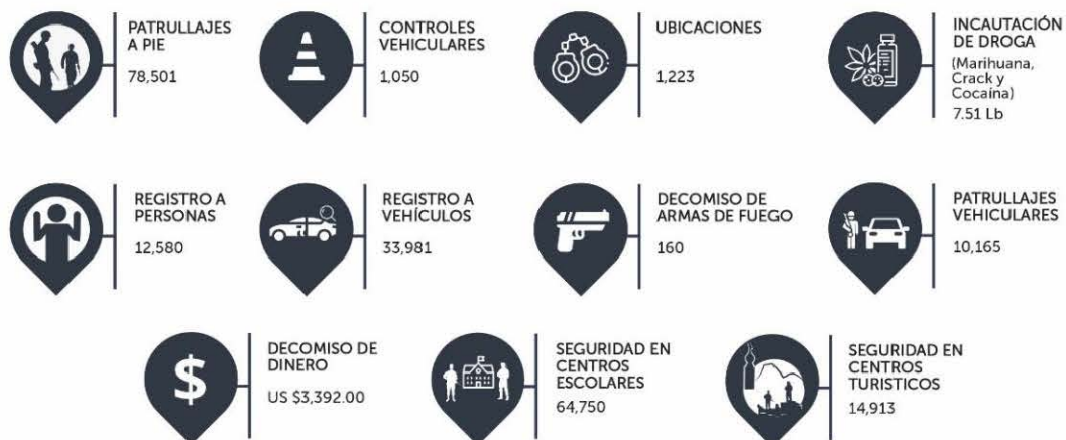 PATRULLAJES
A PIE
78,501
CONTROLES
VEHICULARES
1,050
UBICACIONES
1,223
INCAUTACIÓN
DE DROGA
(Marihuana,
Crack y
Cocaína)
7.51 Lb
REGISTRO A
PERSONAS
12,580
REGISTRO A
VEHÍCULOS
33,981
DECOMISO DE
ARMAS DE FUEGO
160
PATRULLAJES
VEHICULARES
10,165
$
DECOMISO DE
DINERO
US $3,392.00
SEGURIDAD EN
CENTROS
ESCOLARES
64,750
SEGURIDAD EN
CENTROS
TURISTICOS
14,913